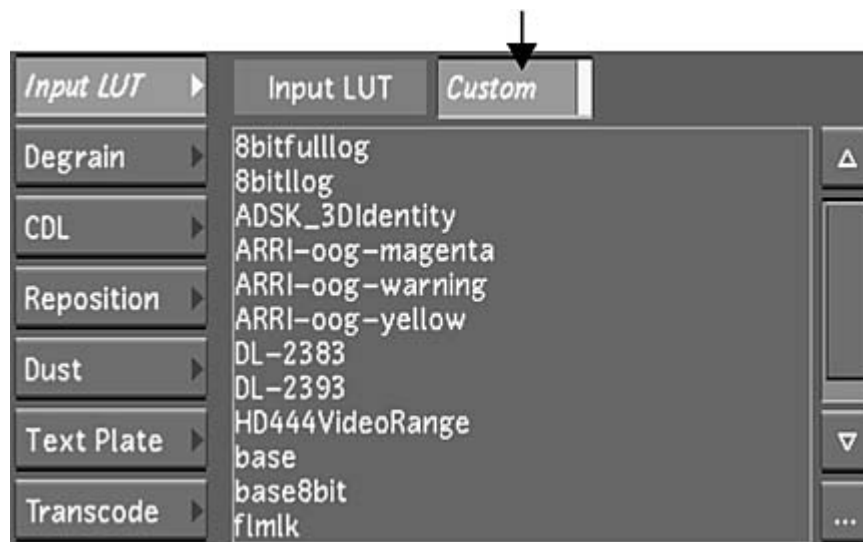 Input LUT
Degrain
CDL
Reposition
Dust
Text Plate
Transcode
Input LUT Custom
8bitfulllog
8bitllog
ADSK_3DIdentity
ARRI-oog-magenta
ARRI-oog-warning
ARRI-oog-yellow
DL-2383
DL-2393
HD444VideoRange
base
base8bit
flmlk
...